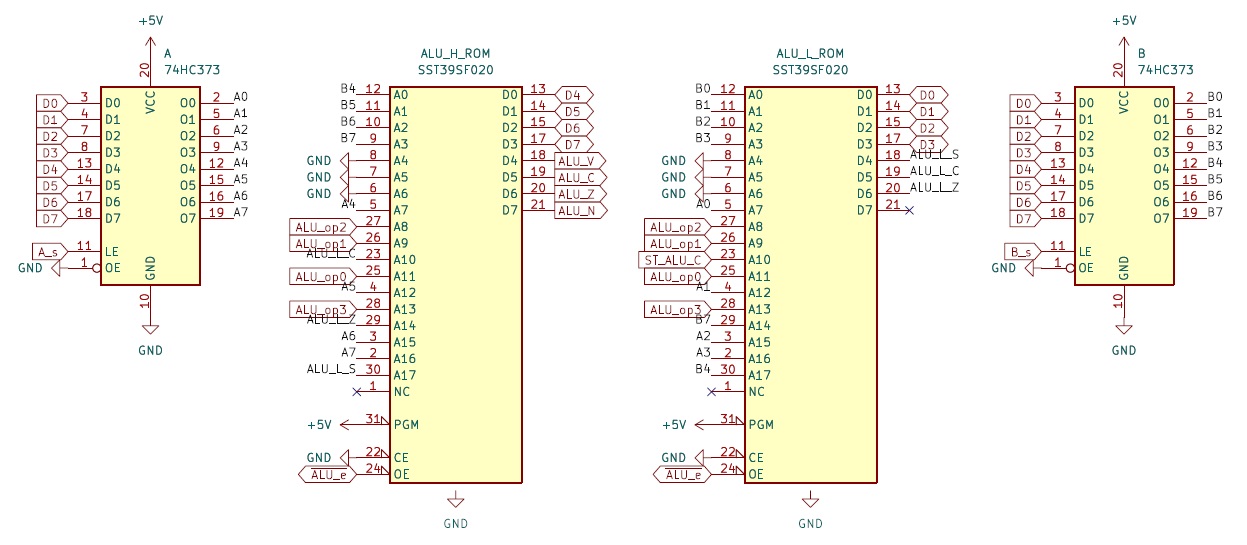 +5V
A
74HC373
20
VCC
D0 3 D0 O0 2 A0
D1 4 D1 O1 5 A1
D2 7 D2 O2 6 A2
D3 8 D3 O3 9 A3
D4 13 D4 O4 12 A4
D5 14 D5 O5 15 A5
D6 17 D6 O6 16 A6
D7 18 D7 O7 19 A7
A_s 11 LE
GND 1 OE
GND
10
GND
ALU_H_ROM
SST39SF020
B4 12 A0 D0 13 D4
B5 11 A1 D1 14 D5
B6 10 A2 D2 15 D6
B7 9 A3 D3 17 D7
GND 8 A4 D4 18 ALU_V
GND 7 A5 D5 19 ALU_C
GND 6 A6 D6 20 ALU_Z
A4 5 A7 D7 21 ALU_N
ALU_op2 27 A8
ALU_op1 26 A9
ALU_L_C 23 A10
ALU_op0 25 A11
A5 4 A12
ALU_op3 28 A13
ALU_L_Z 29 A14
A6 3 A15
A7 2 A16
ALU_L_S 30 A17
1 NC
+5V 31 PGM
GND 22 CE
ALU_e 24 OE
GND
ALU_L_ROM
SST39SF020
B0 12 A0 D0 13 D0
B1 11 A1 D1 14 D1
B2 10 A2 D2 15 D2
B3 9 A3 D3 17 D3
GND 8 A4 D4 18 ALU_L_S
GND 7 A5 D5 19 ALU_L_C
GND 6 A6 D6 20 ALU_L_Z
A0 5 A7 D7 21
ALU_op2 27 A8
ALU_op1 26 A9
ST_ALU_C 23 A10
ALU_op0 25 A11
A1 4 A12
ALU_op3 28 A13
B7 29 A14
A2 3 A15
A3 2 A16
B4 30 A17
1 NC
+5V 31 PGM
GND 22 CE
ALU_e 24 OE
GND
+5V
B
74HC373
20
VCC
D0 3 D0 O0 2 B0
D1 4 D1 O1 5 B1
D2 7 D2 O2 6 B2
D3 8 D3 O3 9 B3
D4 13 D4 O4 12 B4
D5 14 D5 O5 15 B5
D6 17 D6 O6 16 B6
D7 18 D7 O7 19 B7
B_s 11 LE
GND 1 OE
GND
10
GND